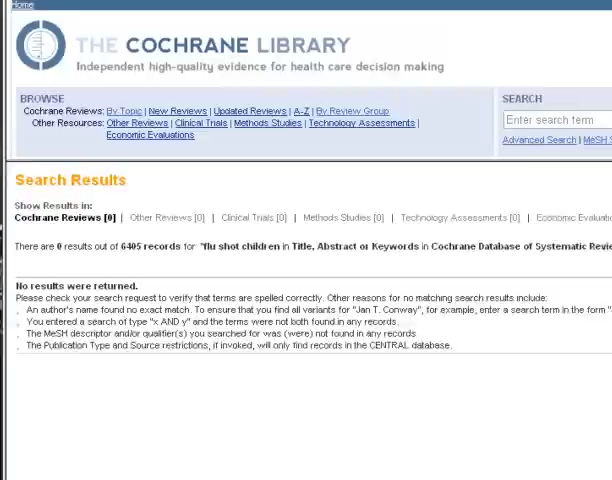 Home
THE COCHRANE LIBRARY
Independent high-quality evidence for health care decision making
BROWSE
Cochrane Reviews: By Topic | New Reviews | Updated Reviews | A-Z | By Review Group
Other Resources: Other Reviews | Clinical Trials | Methods Studies | Technology Assessments |
Economic Evaluations
SEARCH
Enter search term
Advanced Search | MeSH S
Search Results
Show Results in:
Cochrane Reviews [0] | Other Reviews [0] | Clinical Trials [0] | Methods Studies [0] | Technology Assessments [0] | Economic Evaluatio
There are 0 results out of 6405 records for: "flu shot children in Title, Abstract or Keywords in Cochrane Database of Systematic Revie
No results were returned.
Please check your search request to verify that terms are spelled correctly. Other reasons for no matching search results include:
. An author's name found no exact match. To ensure that you find all variants for "Jan T. Conway", for example, enter a search term in the form "
. You entered a search of type "x AND y" and the terms were not both found in any records.
. The MeSH descriptor and/or qualifier(s) you searched for was (were) not found in any records
. The Publication Type and Source restrictions, if invoked, will only find records in the CENTRAL database.